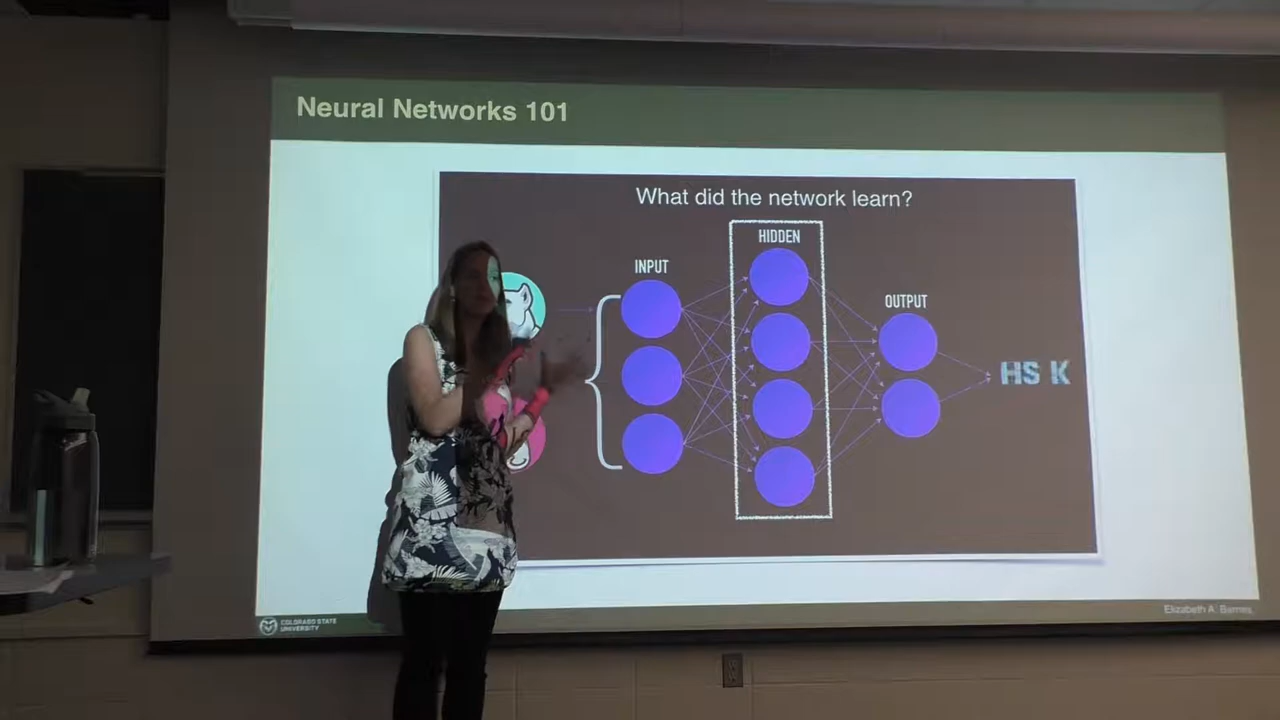 Neural Networks 101
What did the network learn?
HIDDEN
INPUT
OUTPUT
HS K
COLORADO STATE
UNIVERSITY
Elizabeth A. Barnes